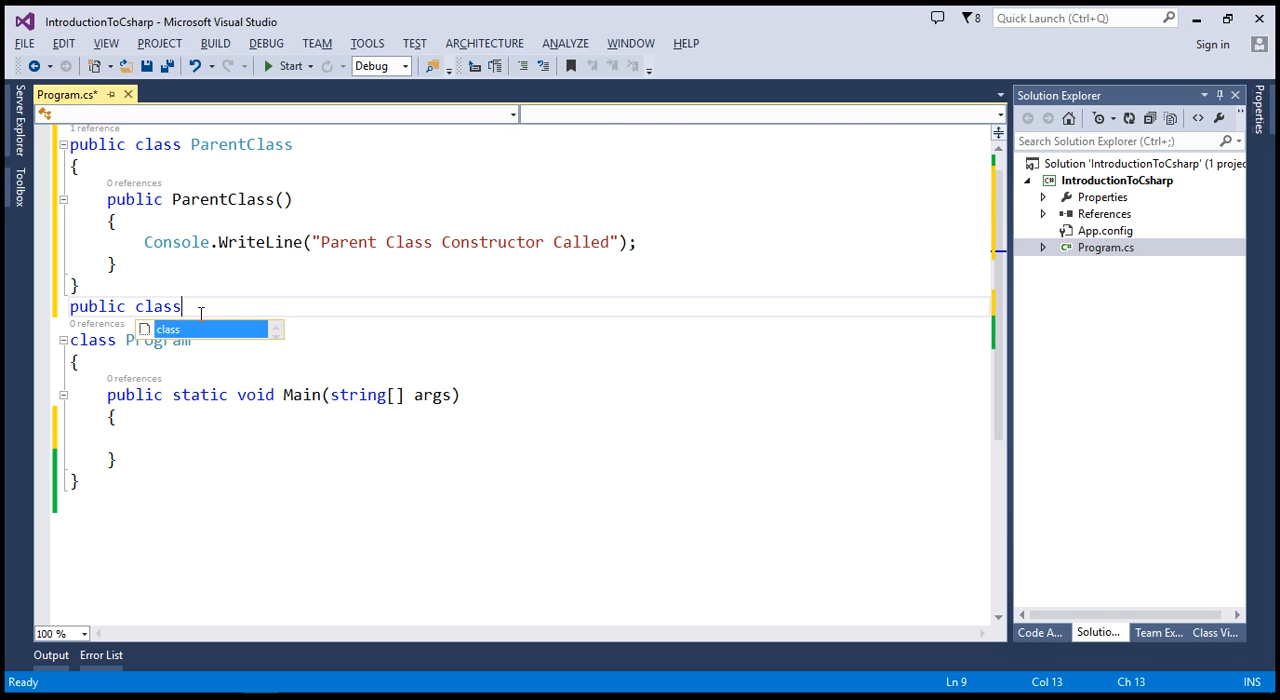 IntroductionToCsharp - Microsoft Visual Studio
8
Quick Launch (Ctrl+Q)
FILE EDIT VIEW PROJECT BUILD DEBUG TEAM TOOLS TEST ARCHITECTURE ANALYZE WINDOW HELP
Sign in
Start
Debug
Server Explorer
Toolbox
Program.cs*
1 reference
public class ParentClass
{
0 references
public ParentClass()
{
Console.WriteLine("Parent Class Constructor Called");
}
}
public class
0 references
class
class Program
{
0 references
public static void Main(string[] args)
{
}
}
100 %
Solution Explorer
Search Solution Explorer (Ctrl+;)
Solution 'IntroductionToCsharp' (1 projec
IntroductionToCsharp
Properties
References
App.config
Program.cs
Code A... Solutio... Team Ex... Class Vi...
Properties
Output Error List
Ready
Ln 9 Col 13 Ch 13 INS